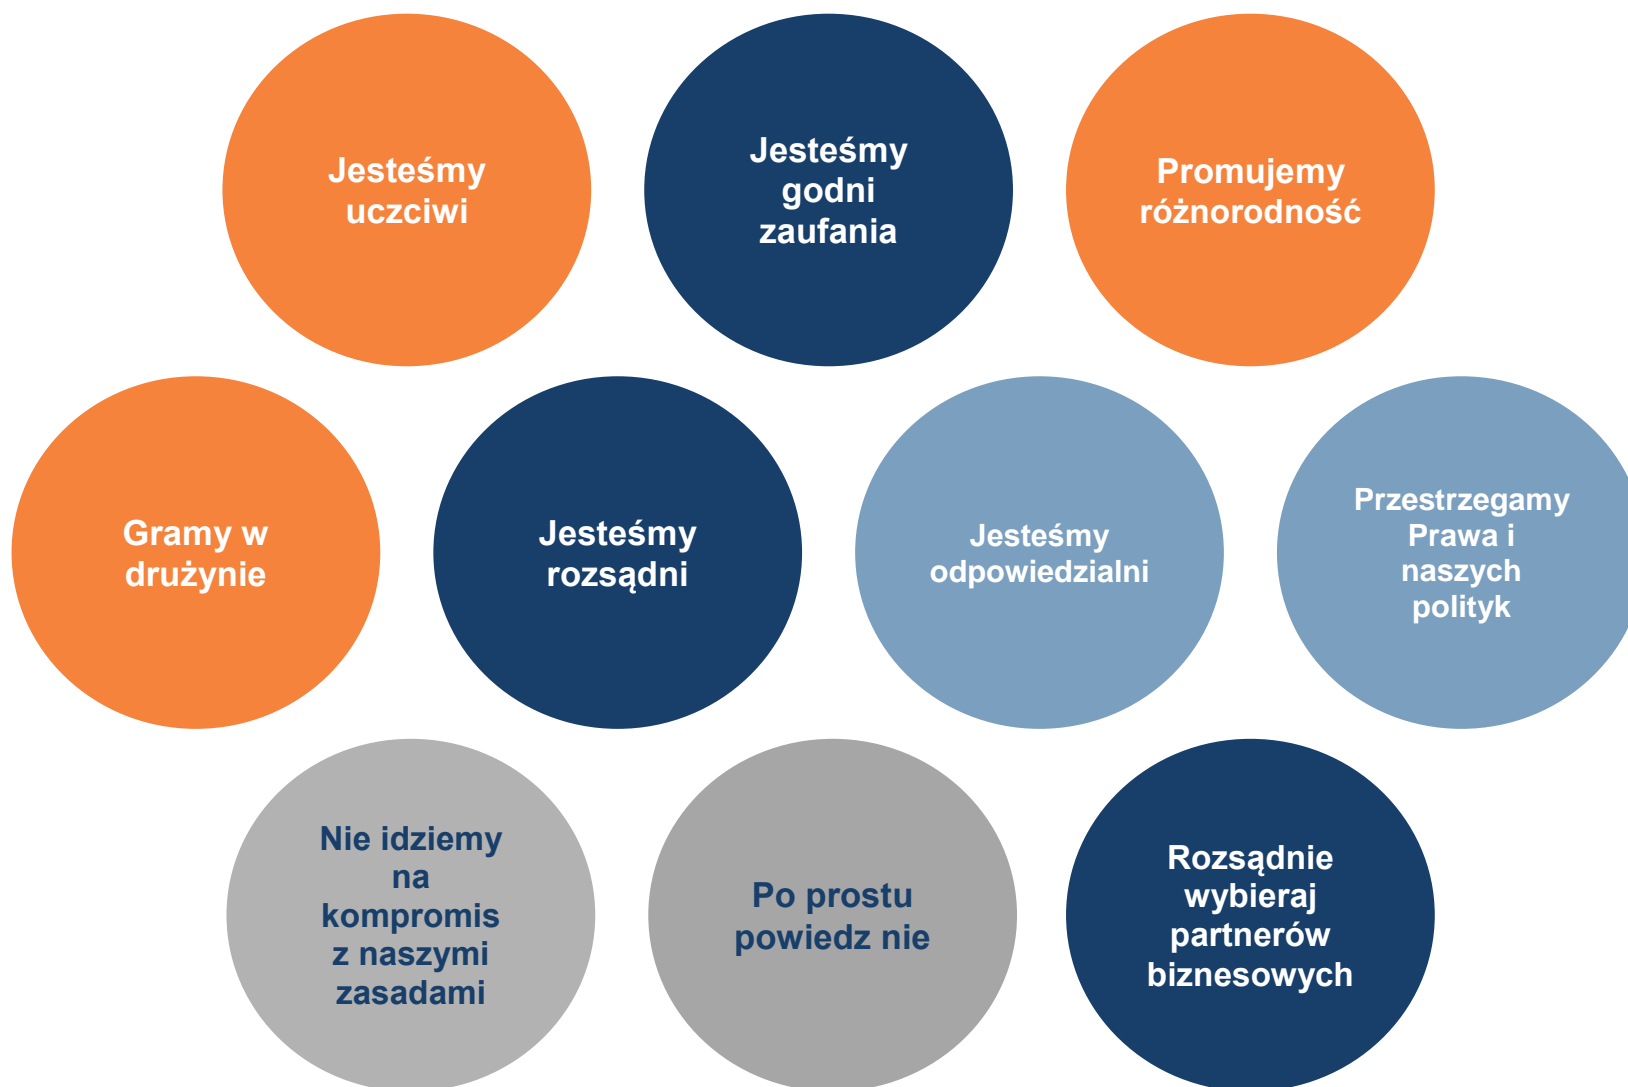 Jesteśmy
uczciwi
Jesteśmy
godni
zaufania
Promujemy
różnorodność
Gramy w
drużynie
Jesteśmy
rozsądni
Jesteśmy
odpowiedzialni
Przestrzegamy
Prawa i
naszych
polityk
Nie idziemy
na
kompromis
z naszymi
zasadami
Po prostu
powiedz nie
Rozsądnie
wybieraj
partnerów
biznesowych